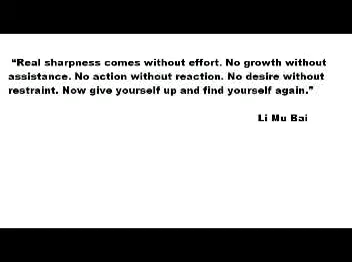 “Real sharpness comes without effort. No growth without
assistance. No action without reaction. No desire without
restraint. Now give yourself up and find yourself again.”
Li Mu Bai